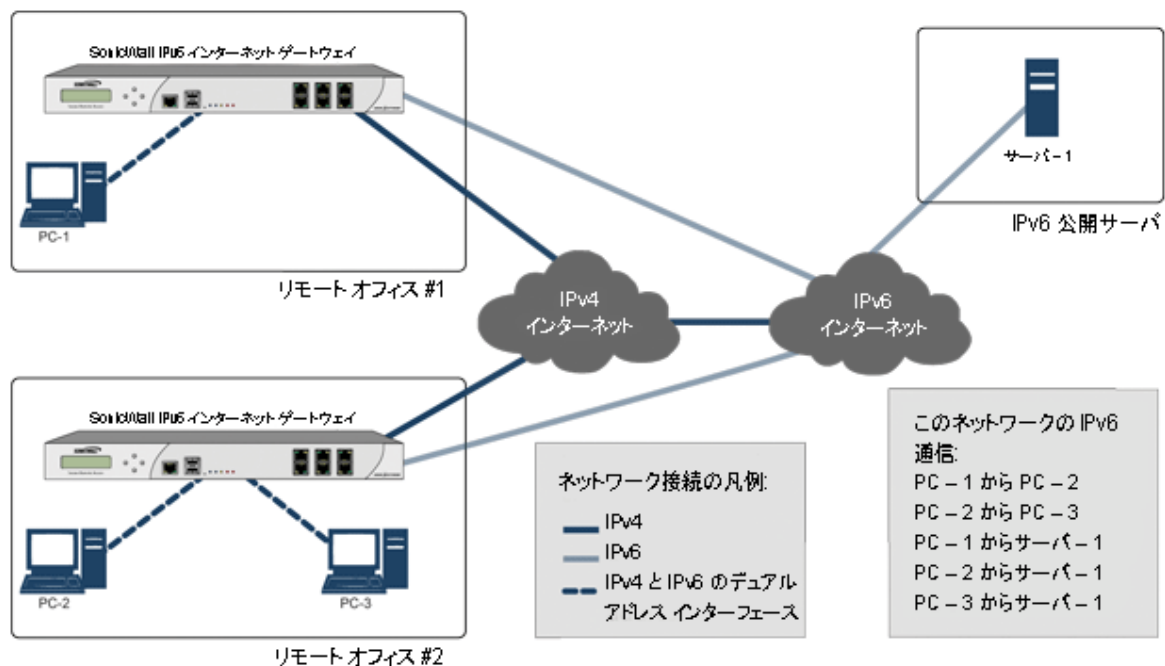 SonicWall IPv6 インターネット ゲートウェイ
PC-1
リモート オフィス #1
サーバー – 1
IPv6 公開サーバ
IPv4
インターネット
IPv6
インターネット
SonicWall IPv6 インターネット ゲートウェイ
PC-2
PC-3
リモート オフィス #2
ネットワーク接続の凡例:
IPv4
IPv6
IPv4 と IPv6 のデュアル
アドレス インターフェース
このネットワークの IPv6
通信:
PC – 1 から PC – 2
PC – 2 から PC – 3
PC – 1 からサーバー – 1
PC – 2 からサーバー – 1
PC – 3 からサーバー – 1